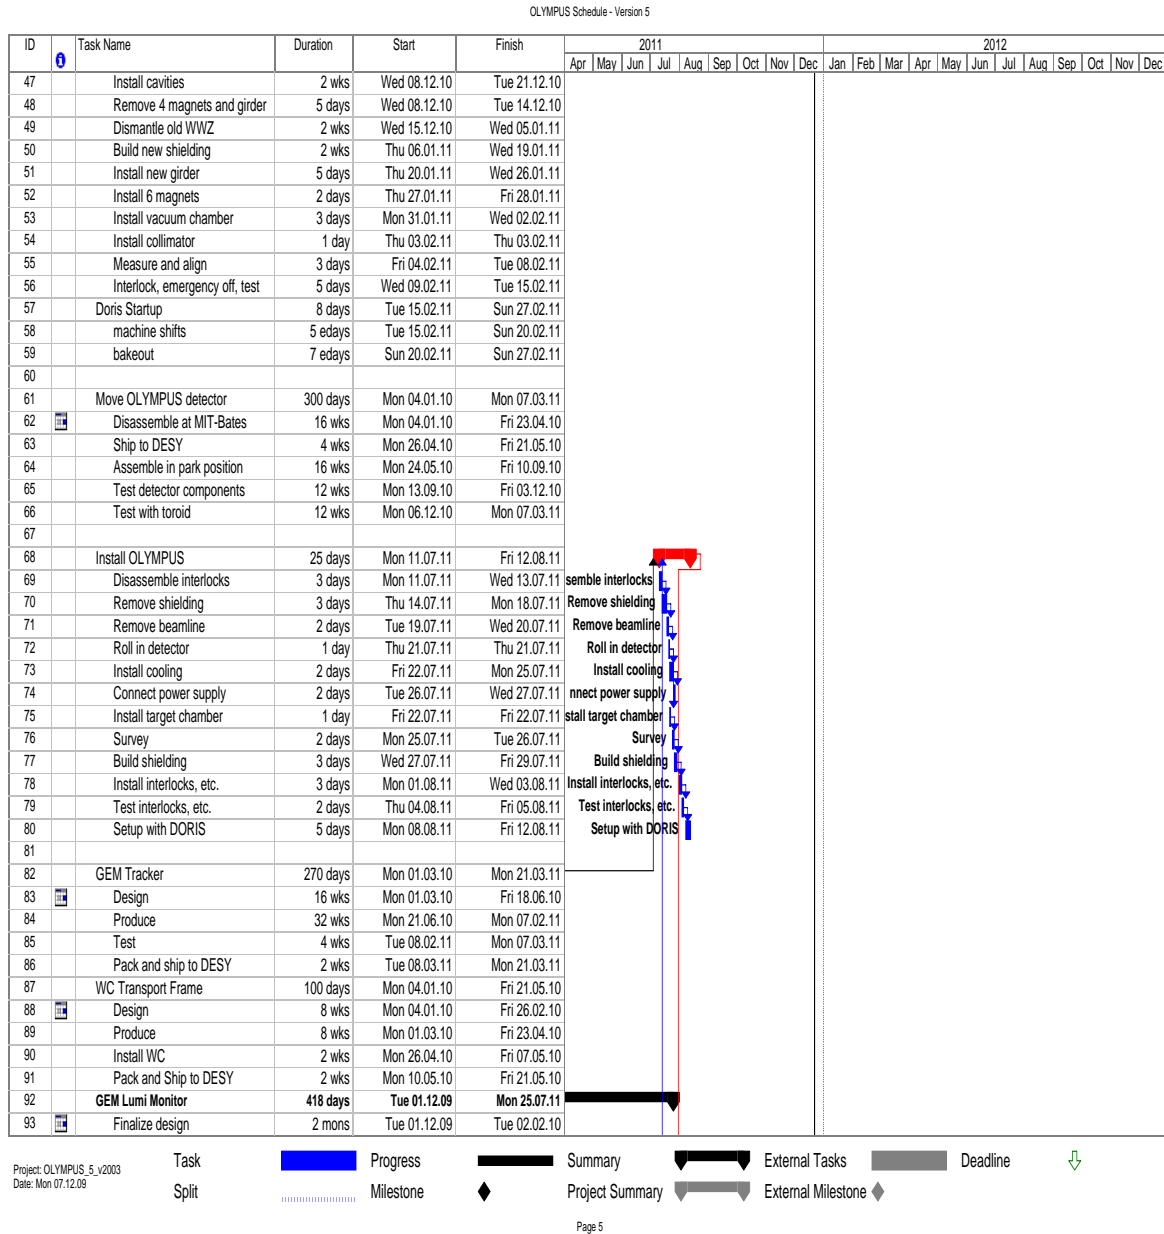 OLYMPUS Schedule - Version 5
ID Task Name Duration Start Finish 2011 2012
Apr May Jun Jul Aug Sep Oct Nov Dec Jan Feb Mar Apr May Jun Jul Aug Sep Oct Nov Dec
47 Install cavities 2 wks Wed 08.12.10 Tue 21.12.10
48 Remove 4 magnets and girder 5 days Wed 08.12.10 Tue 14.12.10
49 Dismantle old WWZ 2 wks Wed 15.12.10 Wed 05.01.11
50 Build new shielding 2 wks Thu 06.01.11 Wed 19.01.11
51 Install new girder 5 days Thu 20.01.11 Wed 26.01.11
52 Install 6 magnets 2 days Thu 27.01.11 Fri 28.01.11
53 Install vacuum chamber 3 days Mon 31.01.11 Wed 02.02.11
54 Install collimator 1 day Thu 03.02.11 Thu 03.02.11
55 Measure and align 3 days Fri 04.02.11 Tue 08.02.11
56 Interlock, emergency off, test 5 days Wed 09.02.11 Tue 15.02.11
57 Doris Startup 8 days Tue 15.02.11 Sun 27.02.11
58 machine shifts 5 edays Tue 15.02.11 Sun 20.02.11
59 bakeout 7 edays Sun 20.02.11 Sun 27.02.11
60
61 Move OLYMPUS detector 300 days Mon 04.01.10 Mon 07.03.11
62 Disassemble at MIT-Bates 16 wks Mon 04.01.10 Fri 23.04.10
63 Ship to DESY 4 wks Mon 26.04.10 Fri 21.05.10
64 Assemble in park position 16 wks Mon 24.05.10 Fri 10.09.10
65 Test detector components 12 wks Mon 13.09.10 Fri 03.12.10
66 Test with toroid 12 wks Mon 06.12.10 Mon 07.03.11
67
68 Install OLYMPUS 25 days Mon 11.07.11 Fri 12.08.11
69 Disassemble interlocks 3 days Mon 11.07.11 Wed 13.07.11 semble interlocks
70 Remove shielding 3 days Thu 14.07.11 Mon 18.07.11 Remove shielding
71 Remove beamline 2 days Tue 19.07.11 Wed 20.07.11 Remove beamline
72 Roll in detector 1 day Thu 21.07.11 Thu 21.07.11 Roll in detector
73 Install cooling 2 days Fri 22.07.11 Mon 25.07.11 Install cooling
74 Connect power supply 2 days Tue 26.07.11 Wed 27.07.11 nnect power supply
75 Install target chamber 1 day Fri 22.07.11 Fri 22.07.11 stall target chamber
76 Survey 2 days Mon 25.07.11 Tue 26.07.11 Survey
77 Build shielding 3 days Wed 27.07.11 Fri 29.07.11 Build shielding
78 Install interlocks, etc. 3 days Mon 01.08.11 Wed 03.08.11 Install interlocks, etc.
79 Test interlocks, etc. 2 days Thu 04.08.11 Fri 05.08.11 Test interlocks, etc.
80 Setup with DORIS 5 days Mon 08.08.11 Fri 12.08.11 Setup with DORIS
81
82 GEM Tracker 270 days Mon 01.03.10 Mon 21.03.11
83 Design 16 wks Mon 01.03.10 Fri 18.06.10
84 Produce 32 wks Mon 21.06.10 Mon 07.02.11
85 Test 4 wks Tue 08.02.11 Mon 07.03.11
86 Pack and ship to DESY 2 wks Tue 08.03.11 Mon 21.03.11
87 WC Transport Frame 100 days Mon 04.01.10 Fri 21.05.10
88 Design 8 wks Mon 04.01.10 Fri 26.02.10
89 Produce 8 wks Mon 01.03.10 Fri 23.04.10
90 Install WC 2 wks Mon 26.04.10 Fri 07.05.10
91 Pack and Ship to DESY 2 wks Mon 10.05.10 Fri 21.05.10
92 GEM Lumi Monitor 418 days Tue 01.12.09 Mon 25.07.11
93 Finalize design 2 mons Tue 01.12.09 Tue 02.02.10
Project: OLYMPUS_5_v2003
Date: Mon 07.12.09
Task Progress Summary External Tasks Deadline
Split Milestone Project Summary External Milestone
Page 5